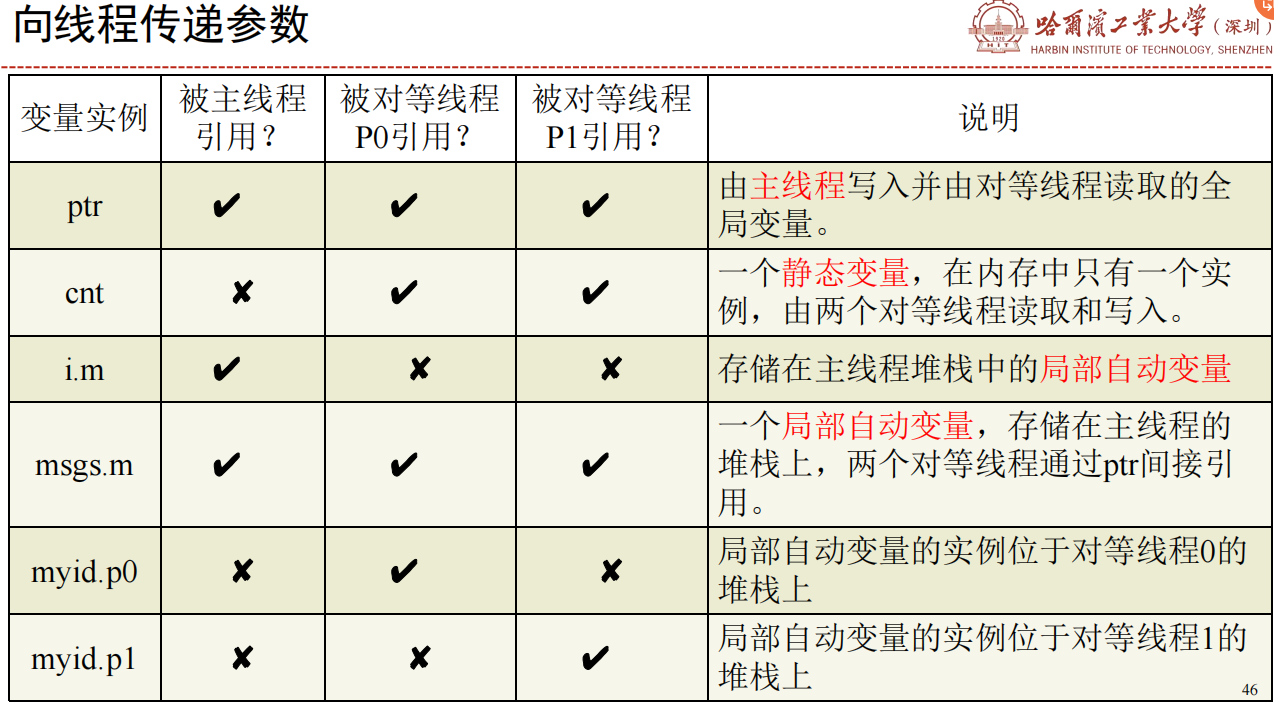 向线程传递参数
哈爾濱工業大學(深圳)
HARBIN INSTITUTE OF TECHNOLOGY, SHENZHEN
1920
HIT
变量实例
被主线程
引用？
被对等线程
P0引用？
被对等线程
P1引用？
说明
ptr
✔
✔
✔
由主线程写入并由对等线程读取的全
局变量。
cnt
✘
✔
✔
一个静态变量，在内存中只有一个实
例，由两个对等线程读取和写入。
i.m
✔
✘
✘
存储在主线程堆栈中的局部自动变量
msgs.m
✔
✔
✔
一个局部自动变量，存储在主线程的
堆栈上，两个对等线程通过ptr间接引
用。
myid.p0
✘
✔
✘
局部自动变量的实例位于对等线程0的
堆栈上
myid.p1
✘
✘
✔
局部自动变量的实例位于对等线程1的
堆栈上
46